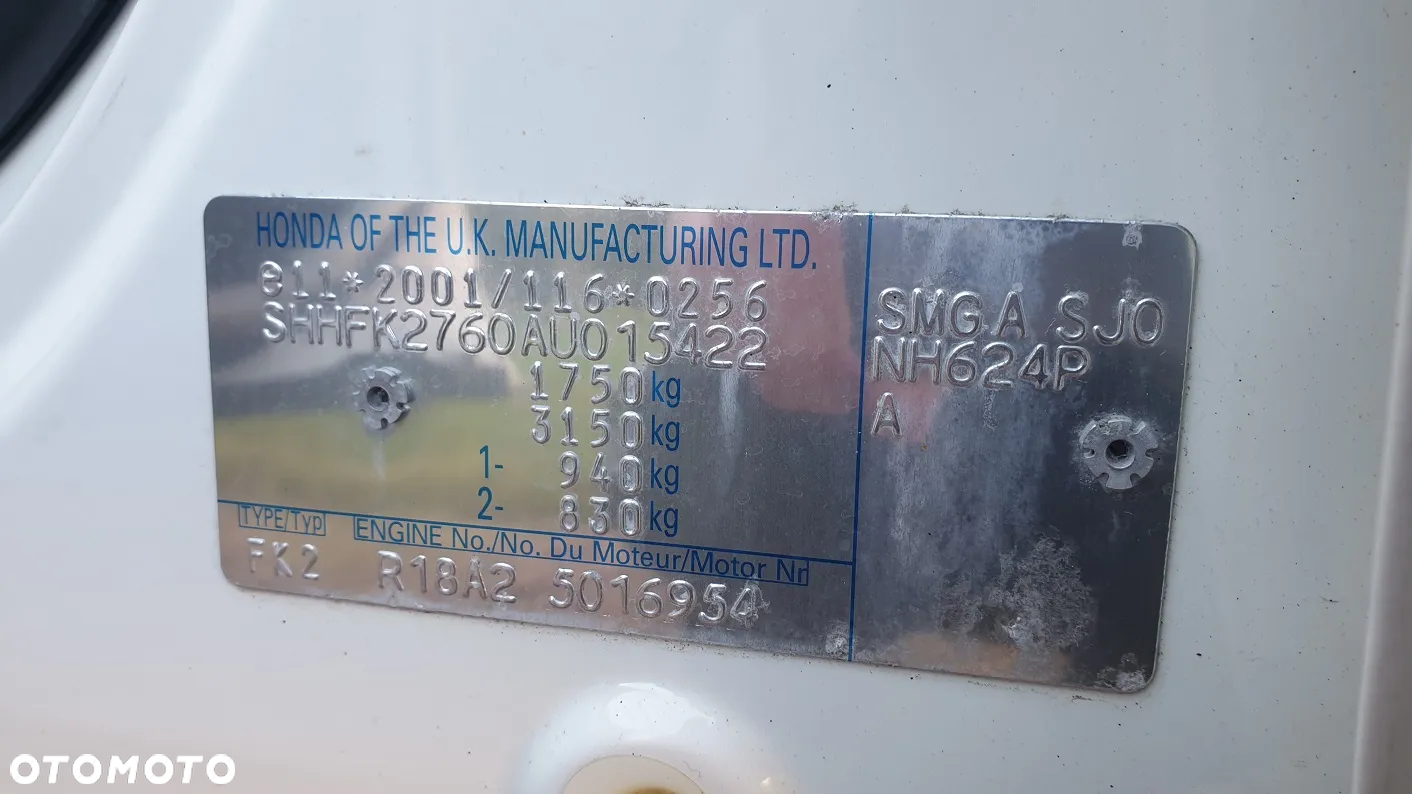 HONDA OF THE U.K. MANUFACTURING LTD.
e11*2001/116*0256
SHHFK2760AU015422
1750kg
3150kg
1- 940kg
2- 830kg
TYPE/Typ ENGINE No./No. Du Moteur/Motor Nr
FK2 R18A2 5016954
SMGA SJ0
NH624P
A
OTOMOTO